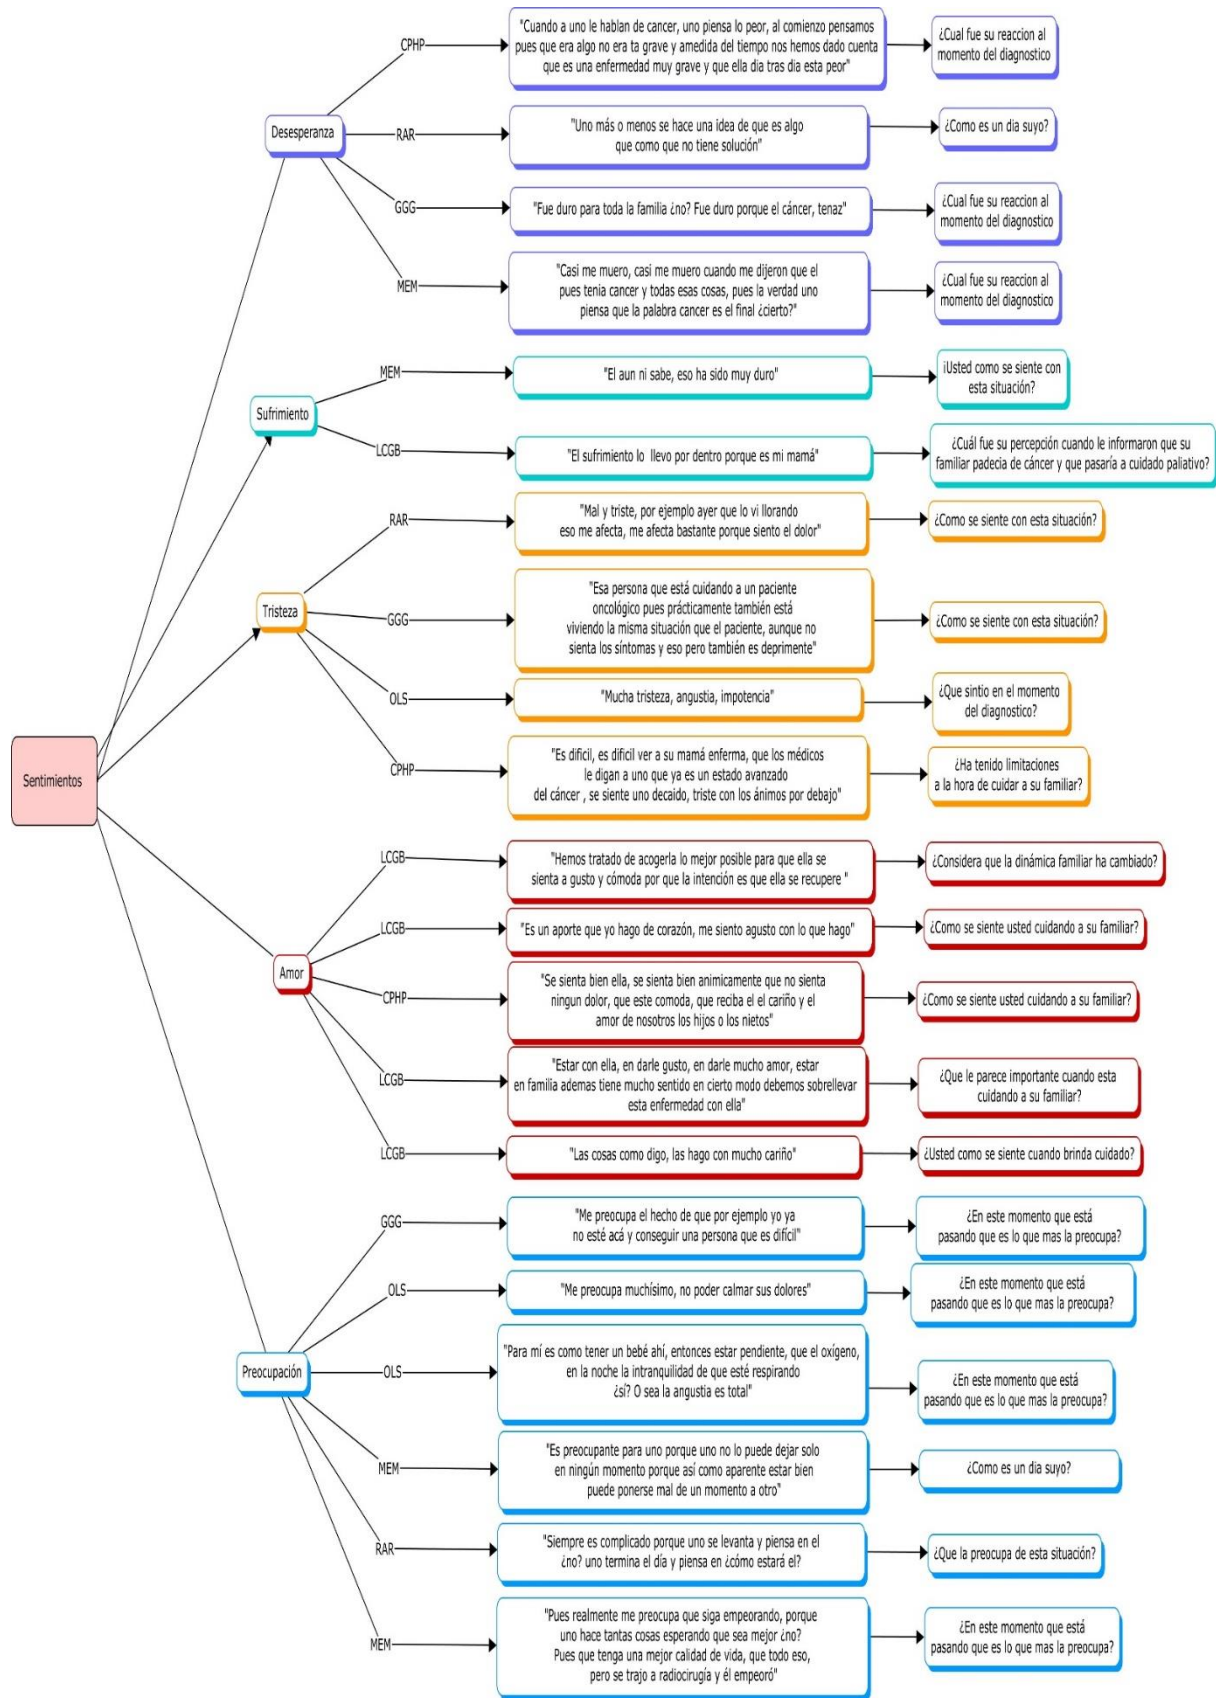 Sentimientos
Desesperanza
CPHP
"Cuando a uno le hablan de cancer, uno piensa lo peor, al comienzo pensamos
pues que era algo no era ta grave y amedida del tiempo nos hemos dado cuenta
que es una enfermedad muy grave y que ella dia tras dia esta peor"
¿Cual fue su reaccion al
momento del diagnostico
RAR
"Uno más o menos se hace una idea de que es algo
que como que no tiene solución"
¿Como es un dia suyo?
GGG
"Fue duro para toda la familia ¿no? Fue duro porque el cáncer, tenaz"
¿Cual fue su reaccion al
momento del diagnostico
MEM
"Casi me muero, casi me muero cuando me dijeron que el
pues tenia cancer y todas esas cosas, pues la verdad uno
piensa que la palabra cancer es el final ¿cierto?"
¿Cual fue su reaccion al
momento del diagnostico
Sufrimiento
MEM
"El aun ni sabe, eso ha sido muy duro"
¡Usted como se siente con
esta situación?
LCGB
"El sufrimiento lo llevo por dentro porque es mi mamá"
¿Cuál fue su percepción cuando le informaron que su
familiar padecia de cáncer y que pasaría a cuidado paliativo?
Tristeza
RAR
"Mal y triste, por ejemplo ayer que lo vi llorando
eso me afecta, me afecta bastante porque siento el dolor"
¿Como se siente con esta situación?
GGG
"Esa persona que está cuidando a un paciente
oncológico pues prácticamente también está
viviendo la misma situación que el paciente, aunque no
sienta los síntomas y eso pero también es deprimente"
¿Como se siente con esta situación?
OLS
"Mucha tristeza, angustia, impotencia"
¿Que sintio en el momento
del diagnostico?
CPHP
"Es dificil, es dificil ver a su mamá enferma, que los médicos
le digan a uno que ya es un estado avanzado
del cáncer , se siente uno decaido, triste con los ánimos por debajo"
¿Ha tenido limitaciones
a la hora de cuidar a su familiar?
Amor
LCGB
"Hemos tratado de acogerla lo mejor posible para que ella se
sienta a gusto y cómoda por que la intención es que ella se recupere "
¿Considera que la dinámica familiar ha cambiado?
LCGB
"Es un aporte que yo hago de corazón, me siento agusto con lo que hago"
¿Como se siente usted cuidando a su familiar?
CPHP
"Se sienta bien ella, se sienta bien animicamente que no sienta
ningun dolor, que este comoda, que reciba el el cariño y el
amor de nosotros los hijos o los nietos"
¿Como se siente usted cuidando a su familiar?
LCGB
"Estar con ella, en darle gusto, en darle mucho amor, estar
en familia ademas tiene mucho sentido en cierto modo debemos sobrellevar
esta enfermedad con ella"
¿Que le parece importante cuando esta
cuidando a su familiar?
LCGB
"Las cosas como digo, las hago con mucho cariño"
¿Usted como se siente cuando brinda cuidado?
Preocupación
GGG
"Me preocupa el hecho de que por ejemplo yo ya
no esté acá y conseguir una persona que es difícil"
¿En este momento que está
pasando que es lo que mas la preocupa?
OLS
"Me preocupa muchísimo, no poder calmar sus dolores"
¿En este momento que está
pasando que es lo que mas la preocupa?
OLS
"Para mí es como tener un bebé ahí, entonces estar pendiente, que el oxígeno,
en la noche la intranquilidad de que esté respirando
¿sí? O sea la angustia es total"
¿En este momento que está
pasando que es lo que mas la preocupa?
MEM
"Es preocupante para uno porque uno no lo puede dejar solo
en ningún momento porque así como aparente estar bien
puede ponerse mal de un momento a otro"
¿Como es un dia suyo?
RAR
"Siempre es complicado porque uno se levanta y piensa en el
¿no? uno termina el día y piensa en ¿cómo estará el?
¿Que la preocupa de esta situación?
MEM
"Pues realmente me preocupa que siga empeorando, porque
uno hace tantas cosas esperando que sea mejor ¿no?
Pues que tenga una mejor calidad de vida, que todo eso,
pero se trajo a radiocirugía y él empeoró"
¿En este momento que está
pasando que es lo que mas la preocupa?